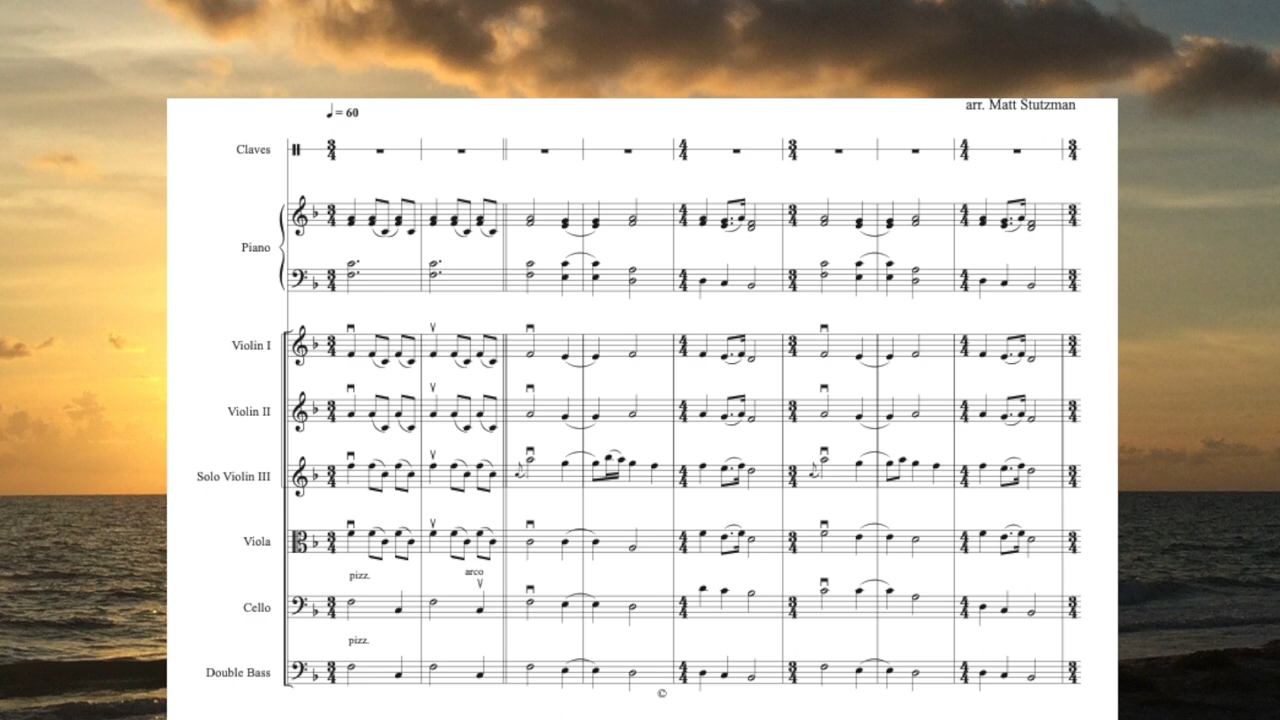 arr. Matt Stutzman
♩ = 60
Claves
Piano
Violin I
Violin II
Solo Violin III
Viola
pizz.
arco
Cello
pizz.
Double Bass
©